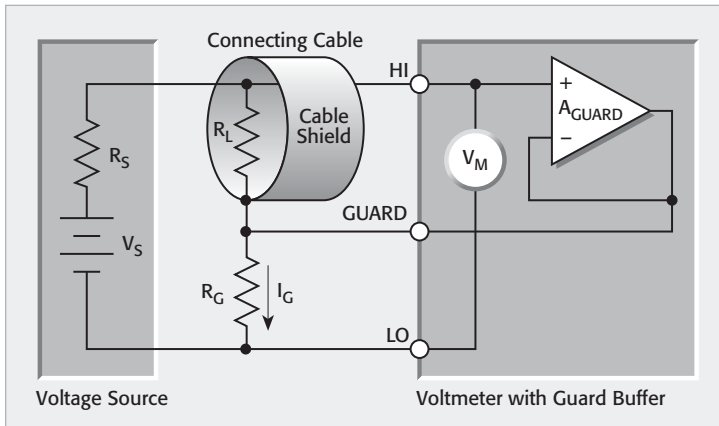 Connecting Cable
HI
Cable
Shield
R_L
+
A_GUARD
−
R_S
V_M
GUARD
V_S
R_G
I_G
LO
Voltage Source
Voltmeter with Guard Buffer